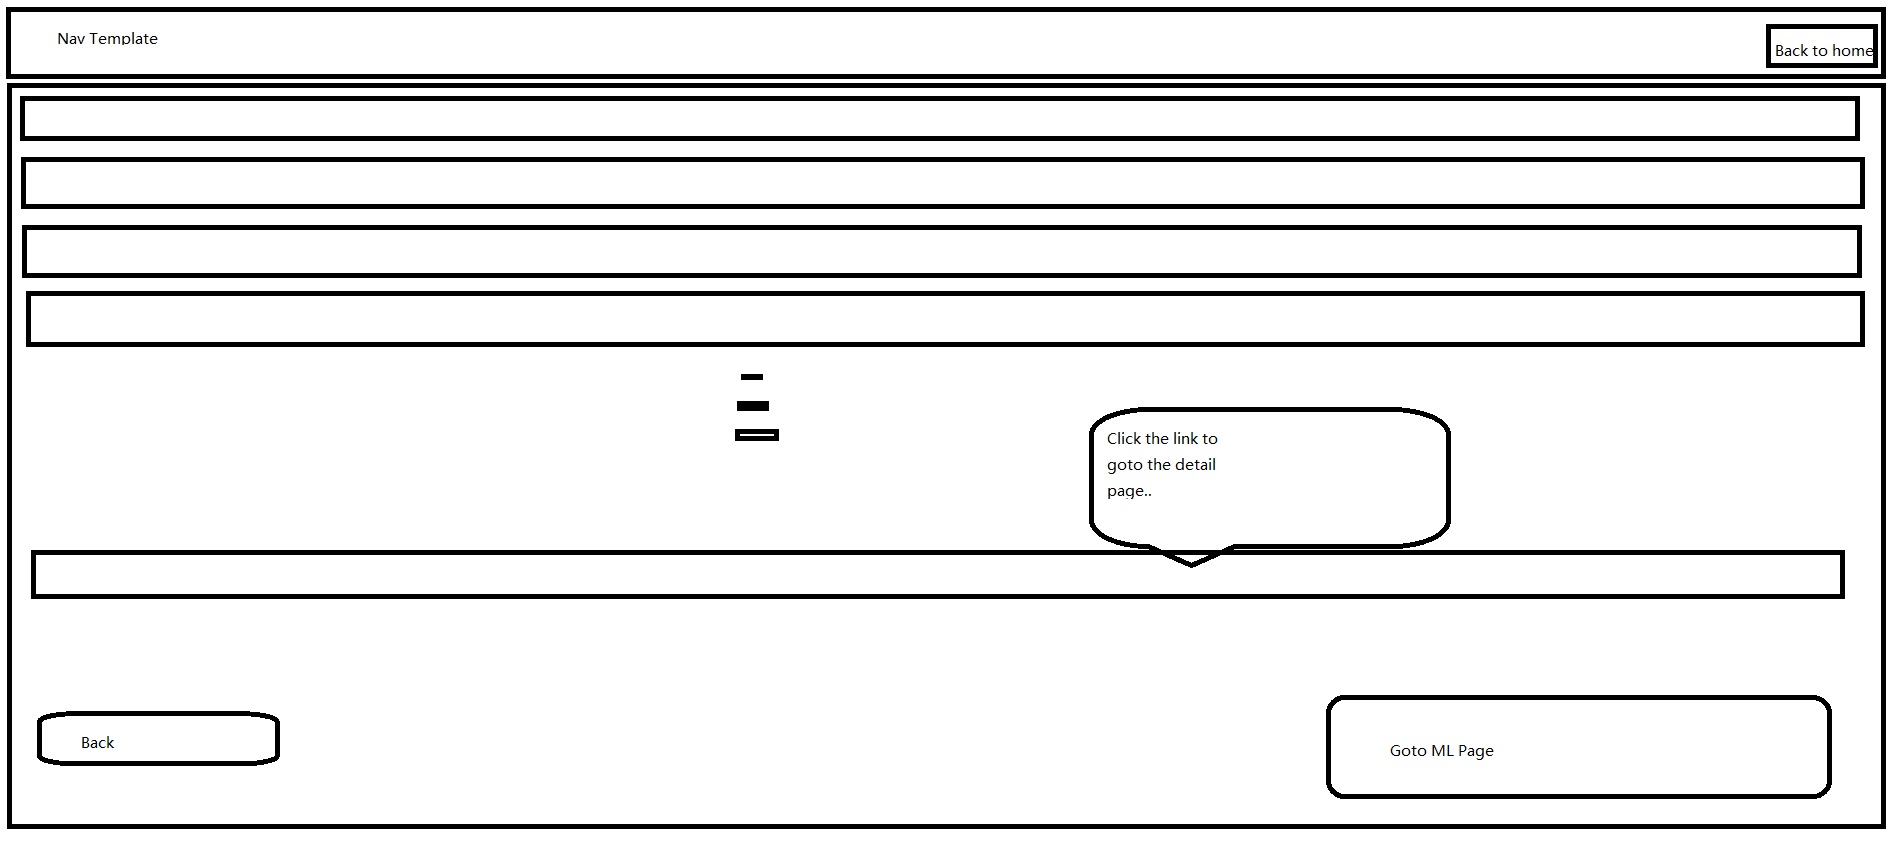 Nav Template
Back to home
Click the link to
goto the detail
page..
Back
Goto ML Page